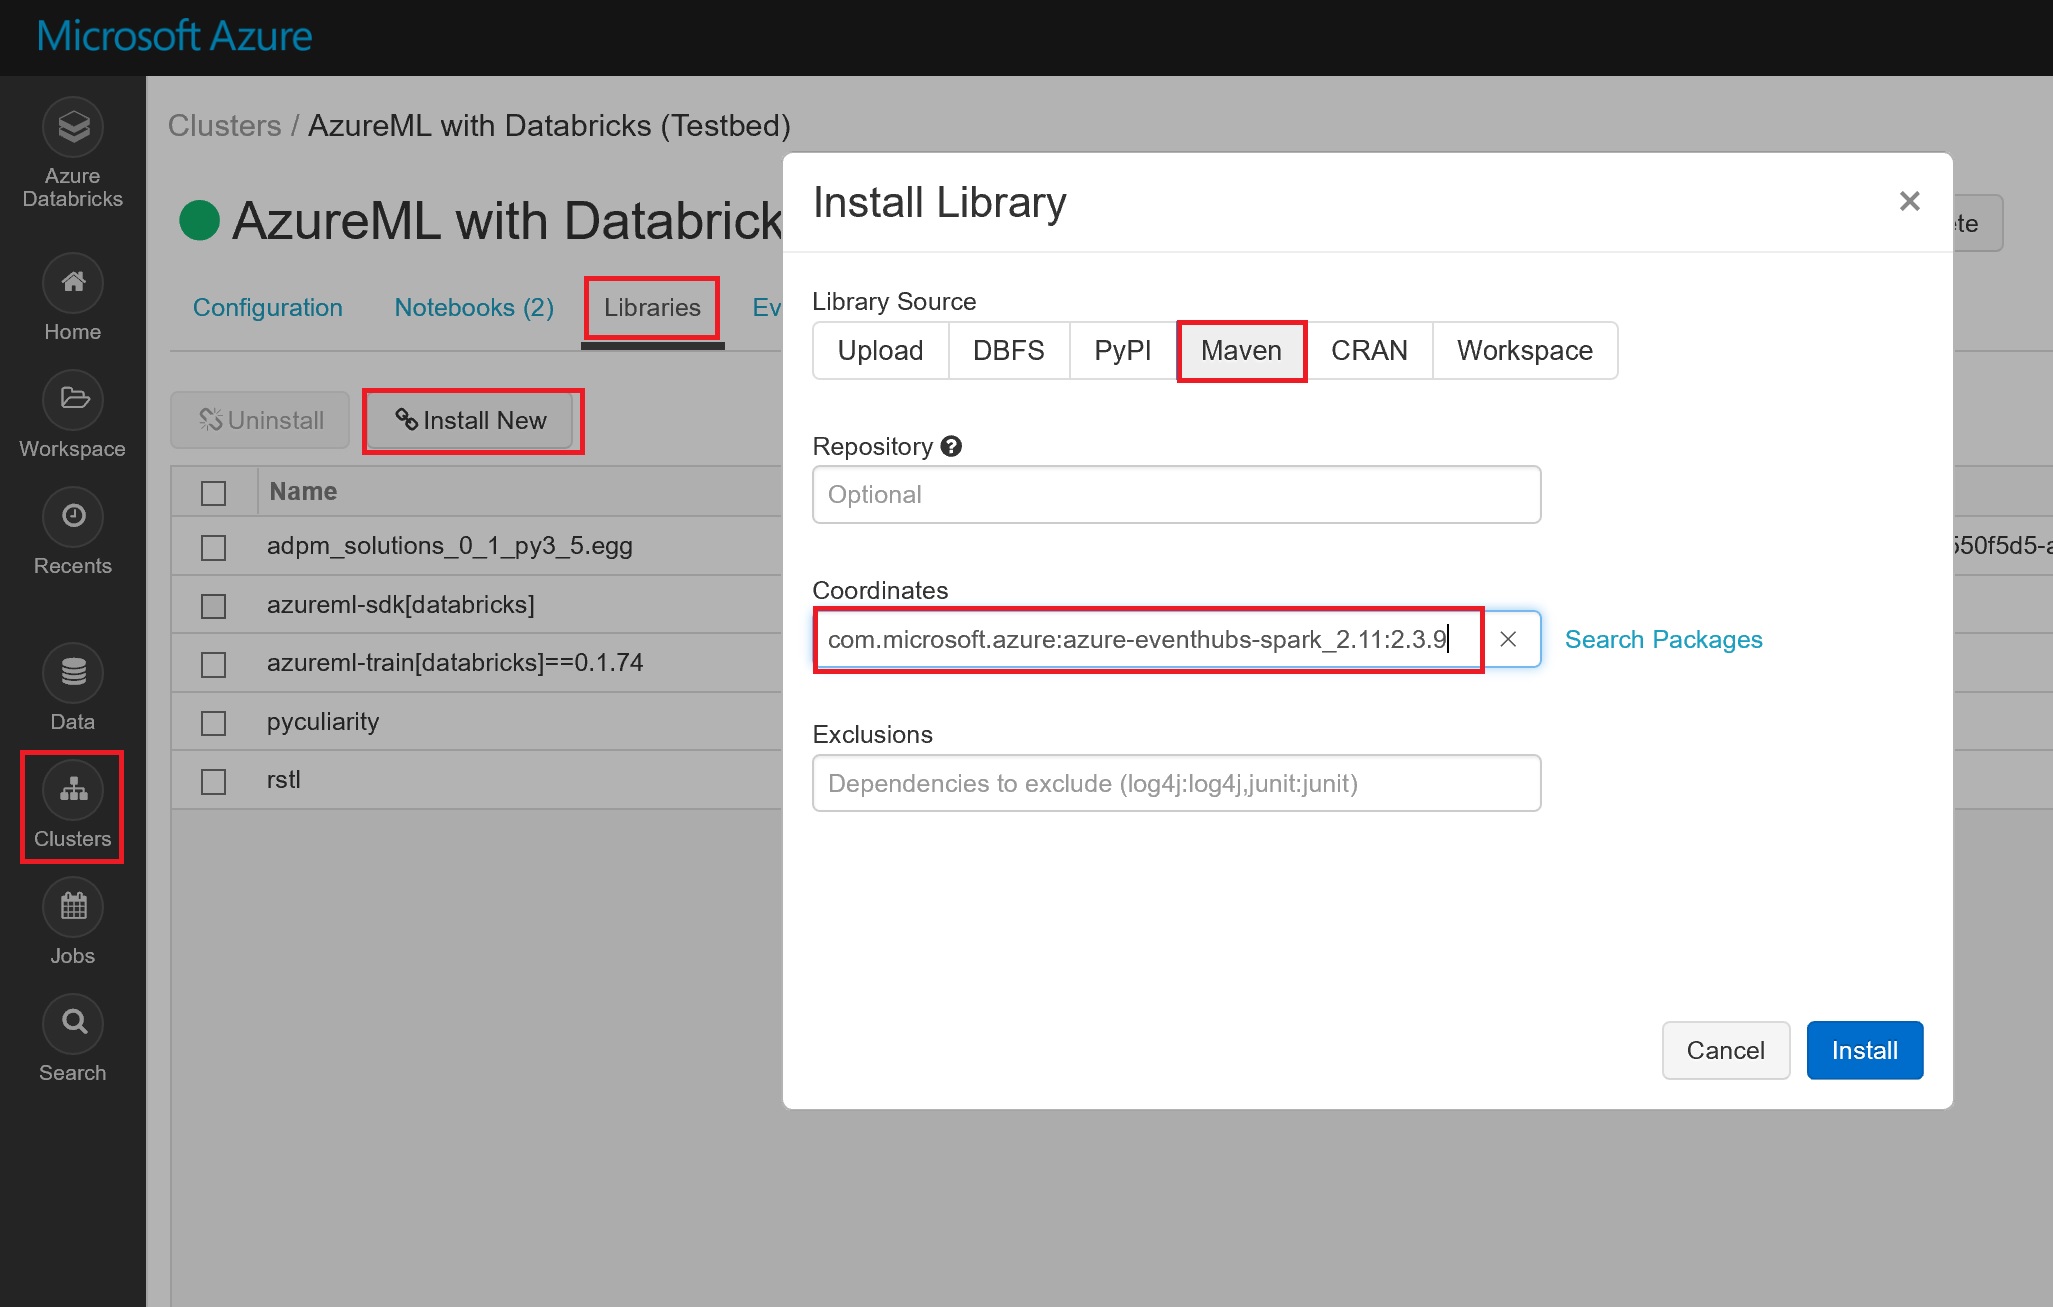 Microsoft Azure
Azure
Databricks
Home
Workspace
Recents
Data
Clusters
Jobs
Search
Clusters / AzureML with Databricks (Testbed)
AzureML with Databrick
Configuration Notebooks (2) Libraries Ev
Uninstall Install New
Name
adpm_solutions_0_1_py3_5.egg
azureml-sdk[databricks]
azureml-train[databricks]==0.1.74
pyculiarity
rstl
te
550f5d5-a
Install Library ×
Library Source
Upload DBFS PyPI Maven CRAN Workspace
Repository ?
Optional
Coordinates
com.microsoft.azure:azure-eventhubs-spark_2.11:2.3.9 × Search Packages
Exclusions
Dependencies to exclude (log4j:log4j,junit:junit)
Cancel Install